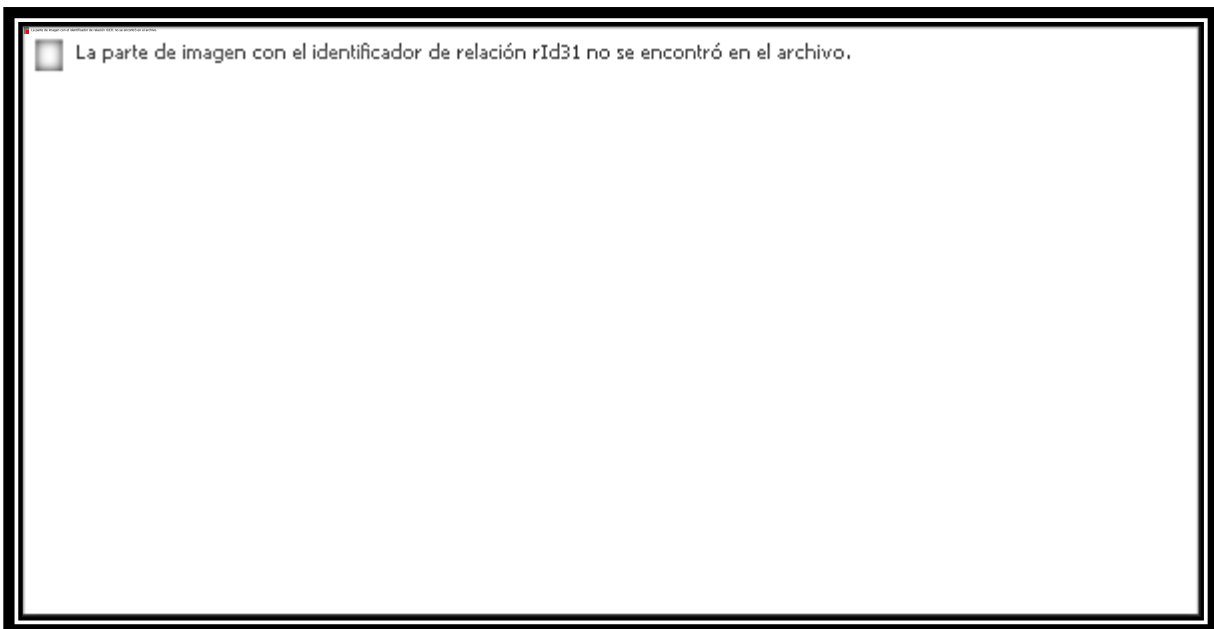 La parte de imagen con el identificador de relación rId31 no se encontró en el archivo.